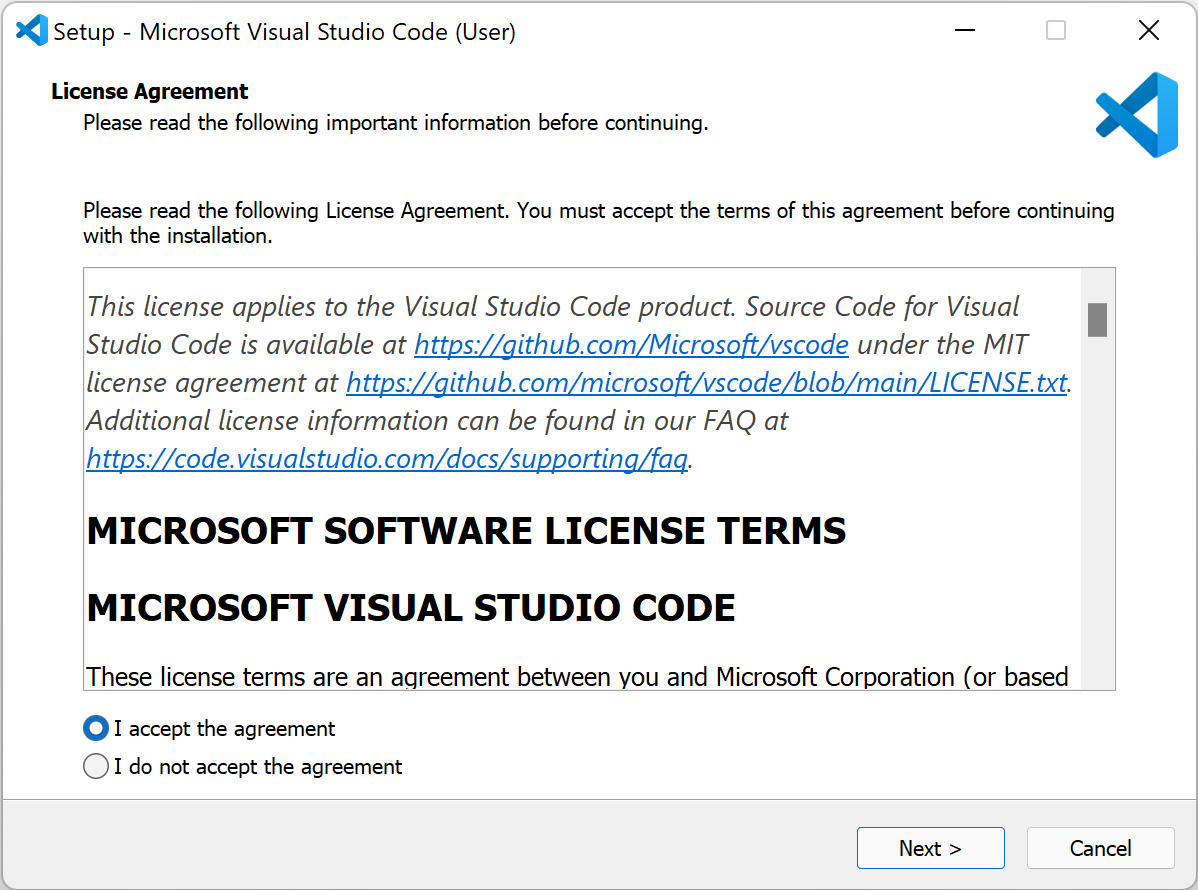 Setup - Microsoft Visual Studio Code (User)
License Agreement
Please read the following important information before continuing.
Please read the following License Agreement. You must accept the terms of this agreement before continuing
with the installation.
This license applies to the Visual Studio Code product. Source Code for Visual
Studio Code is available at https://github.com/Microsoft/vscode under the MIT
license agreement at https://github.com/microsoft/vscode/blob/main/LICENSE.txt.
Additional license information can be found in our FAQ at
https://code.visualstudio.com/docs/supporting/faq.
MICROSOFT SOFTWARE LICENSE TERMS
MICROSOFT VISUAL STUDIO CODE
These license terms are an agreement between you and Microsoft Corporation (or based
I accept the agreement
I do not accept the agreement
Next >
Cancel